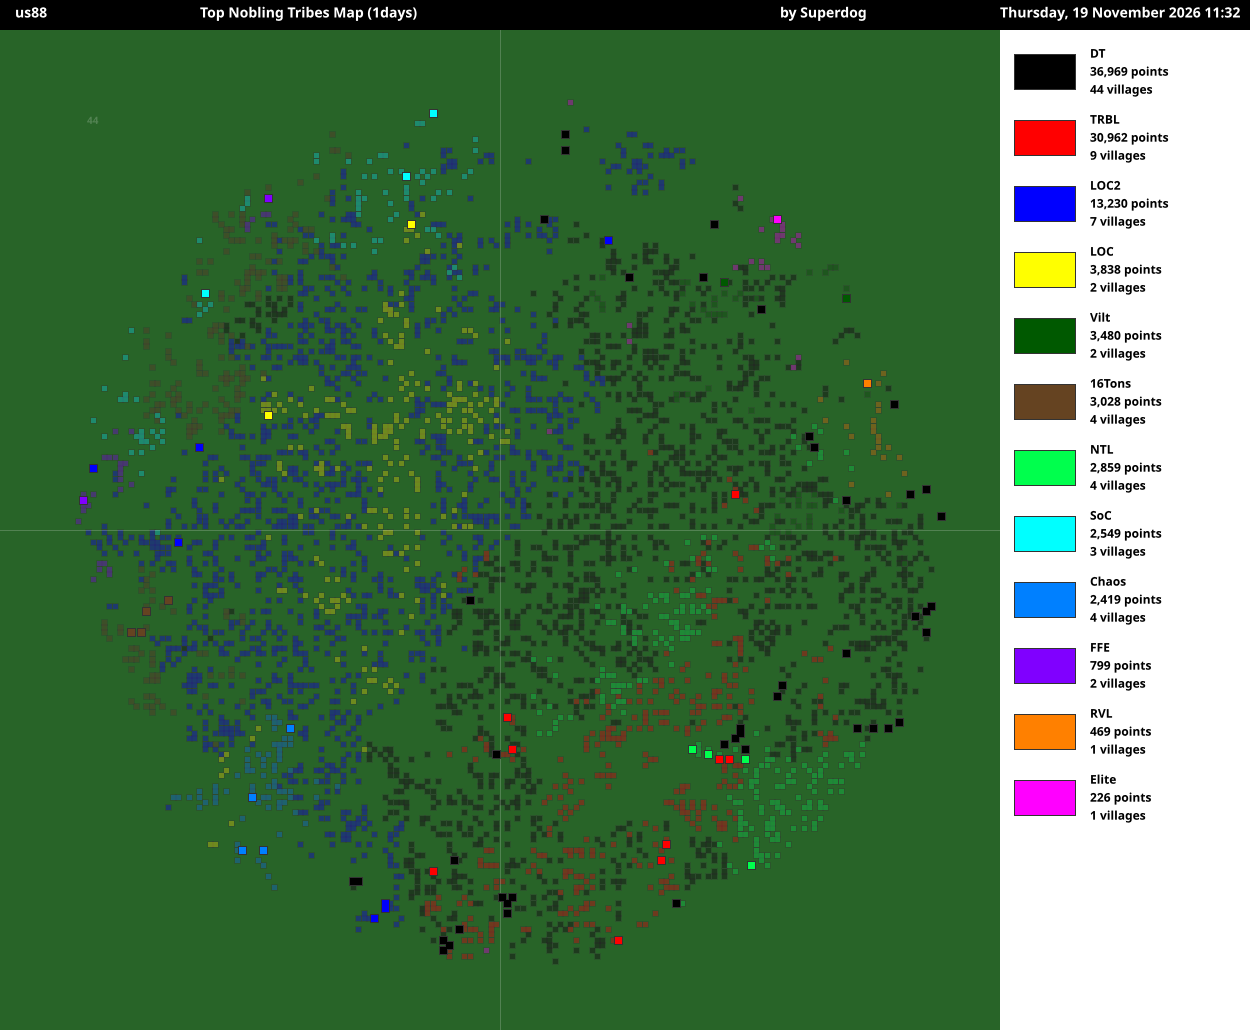 us88 Top Nobling Tribes Map (1days) by Superdog Thursday, 19 November 2026 11:32
44
DT
36,969 points
44 villages
TRBL
30,962 points
9 villages
LOC2
13,230 points
7 villages
LOC
3,838 points
2 villages
Vilt
3,480 points
2 villages
16Tons
3,028 points
4 villages
NTL
2,859 points
4 villages
SoC
2,549 points
3 villages
Chaos
2,419 points
4 villages
FFE
799 points
2 villages
RVL
469 points
1 villages
Elite
226 points
1 villages